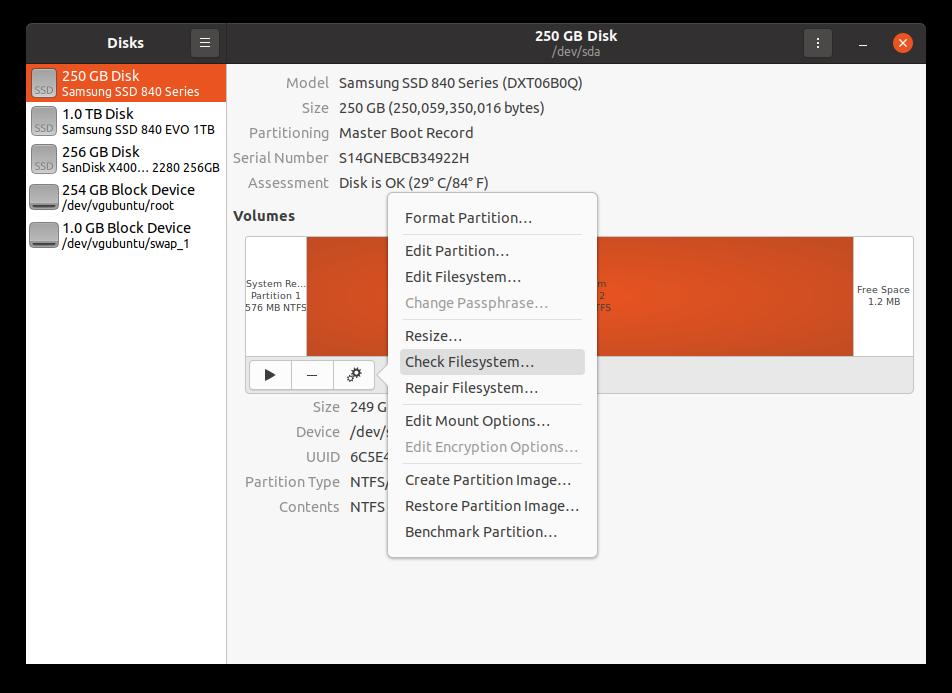 Disks
250 GB Disk
/dev/sda
SSD
250 GB Disk
Samsung SSD 840 Series
SSD
1.0 TB Disk
Samsung SSD 840 EVO 1TB
SSD
256 GB Disk
SanDisk X400… 2280 256GB
254 GB Block Device
/dev/vgubuntu/root
1.0 GB Block Device
/dev/vgubuntu/swap_1
Model Samsung SSD 840 Series (DXT06B0Q)
Size 250 GB (250,059,350,016 bytes)
Partitioning Master Boot Record
Serial Number S14GNEBCB34922H
Assessment Disk is OK (29° C/84° F)
Volumes
System Re…
Partition 1
576 MB NTFS
m
2
TFS
Free Space
1.2 MB
Size 249 G
Device /dev/s
UUID 6C5E4
Partition Type NTFS/
Contents NTFS
Format Partition…
Edit Partition…
Edit Filesystem…
Change Passphrase…
Resize…
Check Filesystem…
Repair Filesystem…
Edit Mount Options…
Edit Encryption Options…
Create Partition Image…
Restore Partition Image…
Benchmark Partition…